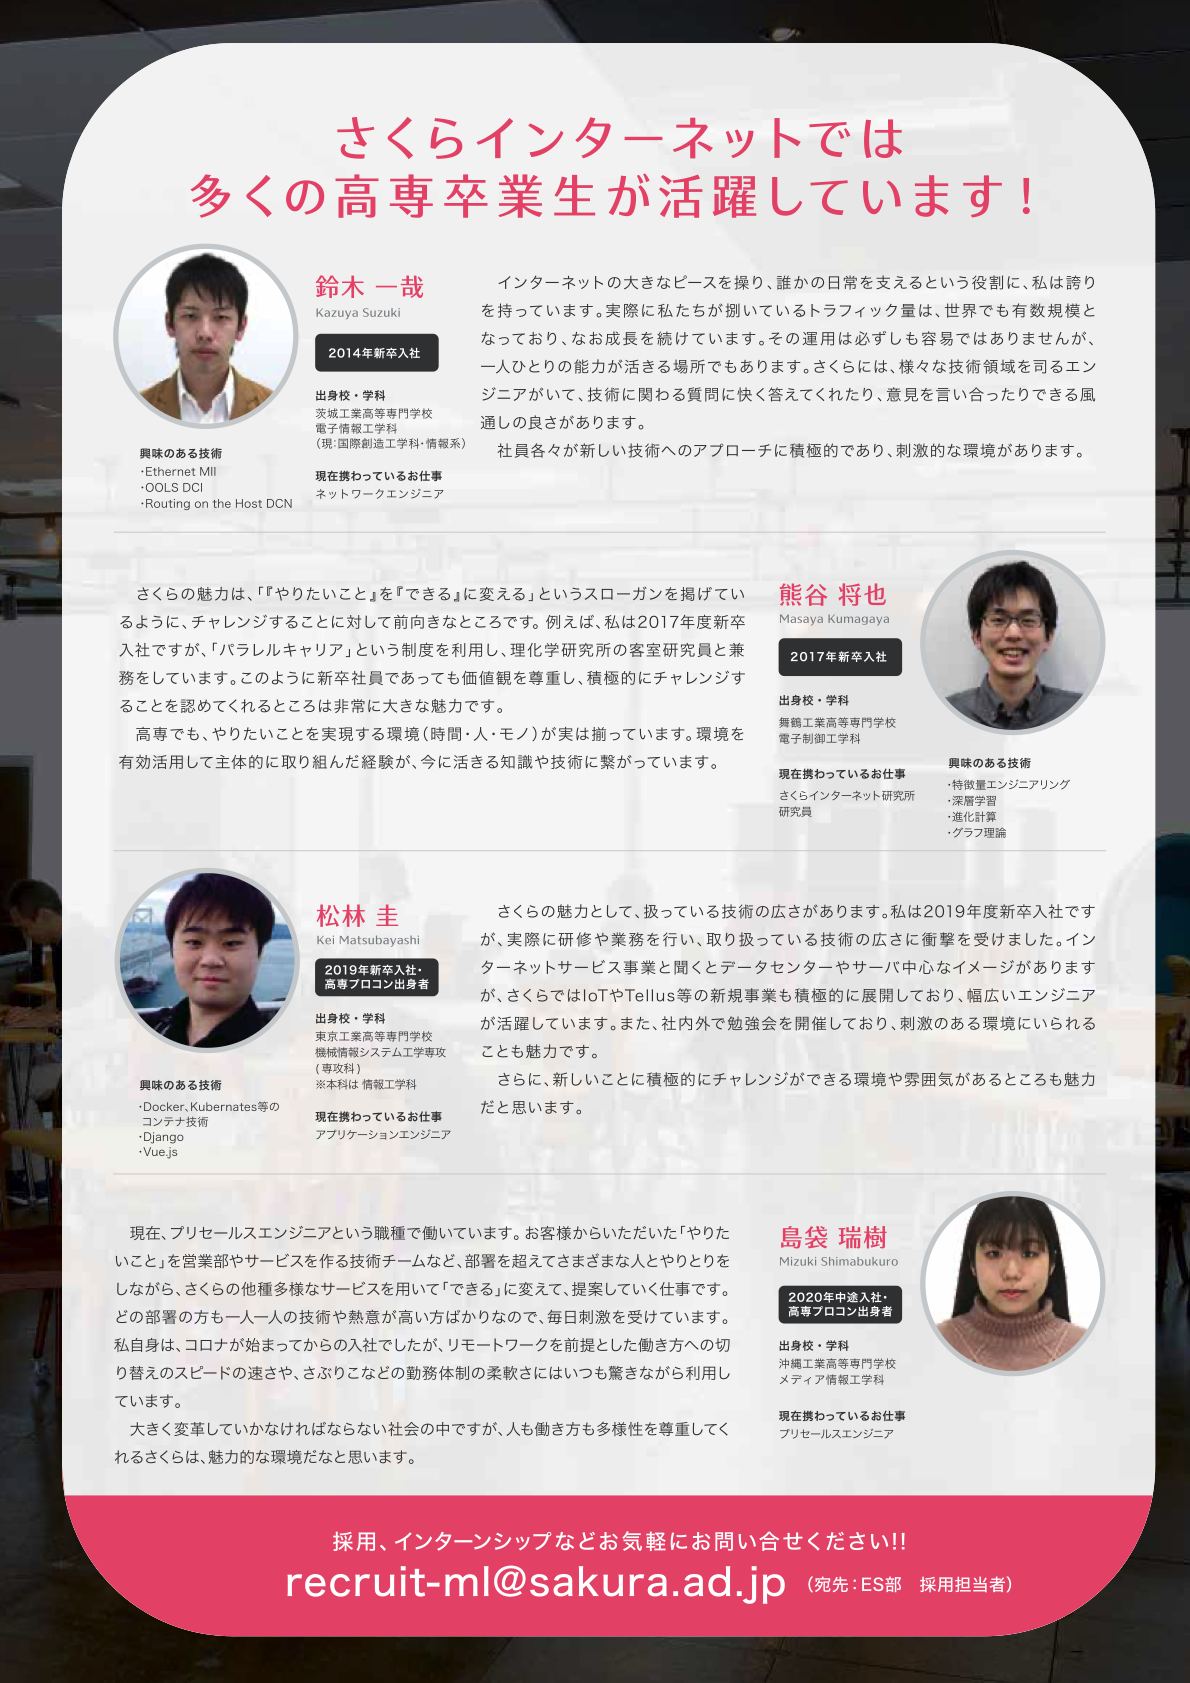 さくらインターネットでは
多くの高専卒業生が活躍しています！
鈴木 一哉
Kazuya Suzuki
2014年新卒入社
出身校・学科
茨城工業高等専門学校
電子情報工学科
（現：国際創造工学科・情報系）
現在携わっているお仕事
ネットワークエンジニア
興味のある技術
・Ethernet MII
・OOLS DCI
・Routing on the Host DCN
インターネットの大きなピースを操り、誰かの日常を支えるという役割に、私は誇り
を持っています。実際に私たちが捌いているトラフィック量は、世界でも有数規模と
なっており、なお成長を続けています。その運用は必ずしも容易ではありませんが、
一人ひとりの能力が活きる場所でもあります。さくらには、様々な技術領域を司るエン
ジニアがいて、技術に関わる質問に快く答えてくれたり、意見を言い合ったりできる風
通しの良さがあります。
社員各々が新しい技術へのアプローチに積極的であり、刺激的な環境があります。
さくらの魅力は、「『やりたいこと』を『できる』に変える」というスローガンを掲げてい
るように、チャレンジすることに対して前向きなところです。例えば、私は2017年度新卒
入社ですが、「パラレルキャリア」という制度を利用し、理化学研究所の客室研究員と兼
務をしています。このように新卒社員であっても価値観を尊重し、積極的にチャレンジす
ることを認めてくれるところは非常に大きな魅力です。
高専でも、やりたいことを実現する環境（時間・人・モノ）が実は揃っています。環境を
有効活用して主体的に取り組んだ経験が、今に活きる知識や技術に繋がっています。
熊谷 将也
Masaya Kumagaya
2017年新卒入社
出身校・学科
舞鶴工業高等専門学校
電子制御工学科
現在携わっているお仕事
さくらインターネット研究所
研究員
興味のある技術
・特徴量エンジニアリング
・深層学習
・進化計算
・グラフ理論
松林 圭
Kei Matsubayashi
2019年新卒入社・
高専プロコン出身者
出身校・学科
東京工業高等専門学校
機械情報システム工学専攻
(専攻科)
※本科は 情報工学科
現在携わっているお仕事
アプリケーションエンジニア
興味のある技術
・Docker、Kubernates等の
コンテナ技術
・Django
・Vue.js
さくらの魅力として、扱っている技術の広さがあります。私は2019年度新卒入社です
が、実際に研修や業務を行い、取り扱っている技術の広さに衝撃を受けました。イン
ターネットサービス事業と聞くとデータセンターやサーバ中心なイメージがあります
が、さくらではIoTやTellus等の新規事業も積極的に展開しており、幅広いエンジニア
が活躍しています。また、社内外で勉強会を開催しており、刺激のある環境にいられる
ことも魅力です。
さらに、新しいことに積極的にチャレンジができる環境や雰囲気があるところも魅力
だと思います。
現在、プリセールスエンジニアという職種で働いています。お客様からいただいた「やりた
いこと」を営業部やサービスを作る技術チームなど、部署を超えてさまざまな人とやりとりを
しながら、さくらの他種多様なサービスを用いて「できる」に変えて、提案していく仕事です。
どの部署の方も一人一人の技術や熱意が高い方ばかりなので、毎日刺激を受けています。
私自身は、コロナが始まってからの入社でしたが、リモートワークを前提とした働き方への切
り替えのスピードの速さや、さぶりこなどの勤務体制の柔軟さにはいつも驚きながら利用し
ています。
大きく変革していかなければならない社会の中ですが、人も働き方も多様性を尊重してく
れるさくらは、魅力的な環境だなと思います。
島袋 瑞樹
Mizuki Shimabukuro
2020年中途入社・
高専プロコン出身者
出身校・学科
沖縄工業高等専門学校
メディア情報工学科
現在携わっているお仕事
プリセールスエンジニア
採用、インターンシップなどお気軽にお問い合せください!!
recruit-ml@sakura.ad.jp （宛先：ES部　採用担当者）